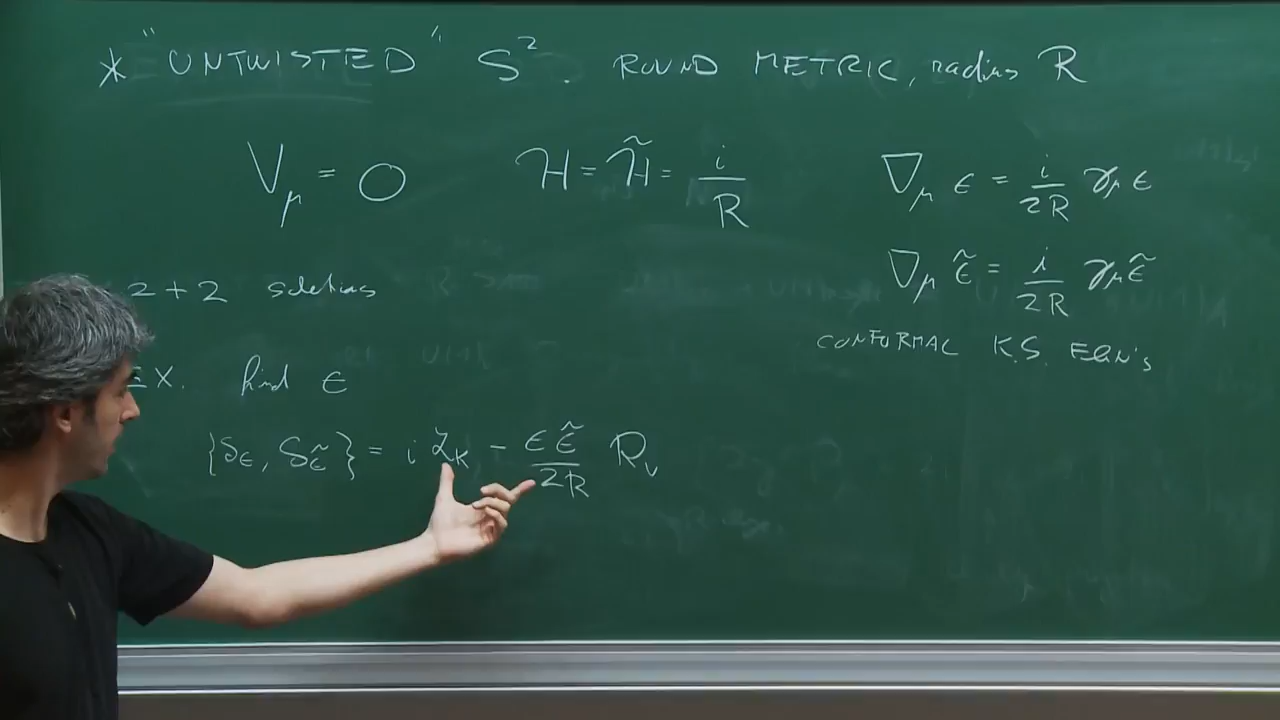 * "UNTWISTED" S². ROUND METRIC, radius R
V_μ = 0 H = H̃ = i/R ∇_μ ε = i/2R γ_μ ε
∇_μ ε̃ = i/2R γ_μ ε̃
2+2 solutions
CONFORMAL K.S. EQN's
EX. find ε
{δ_ε, δ_ε̃} = i ℒ_K - εε̃/2R R_V